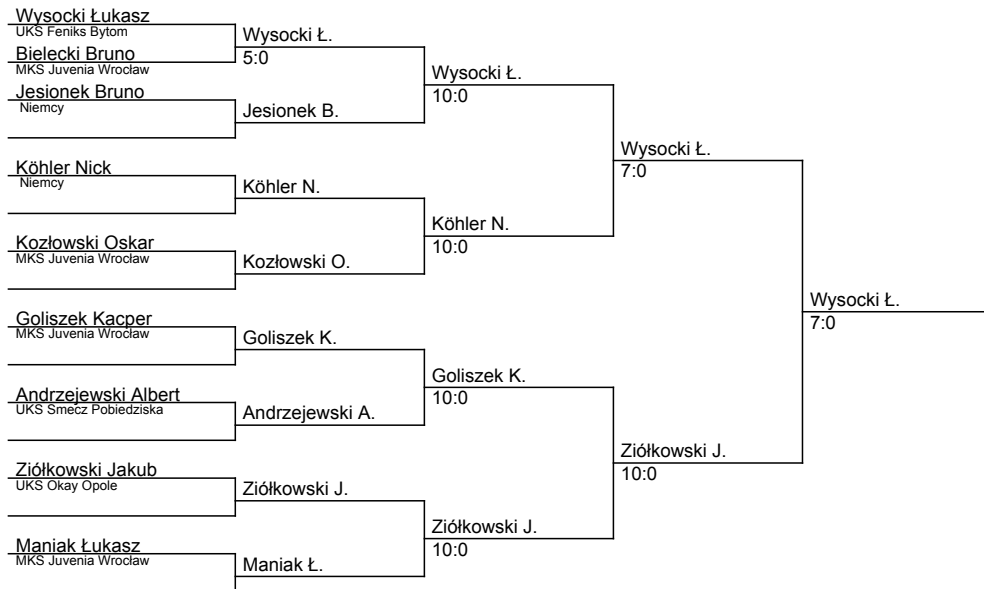 Wysocki Łukasz
UKS Feniks Bytom
Bielecki Bruno
MKS Juvenia Wrocław
Jesionek Bruno
Niemcy
Köhler Nick
Niemcy
Kozłowski Oskar
MKS Juvenia Wrocław
Goliszek Kacper
MKS Juvenia Wrocław
Andrzejewski Albert
UKS Smecz Pobiedziska
Ziółkowski Jakub
UKS Okay Opole
Maniak Łukasz
MKS Juvenia Wrocław
Wysocki Ł.
5:0
Jesionek B.
Köhler N.
Kozłowski O.
Goliszek K.
Andrzejewski A.
Ziółkowski J.
Maniak Ł.
Wysocki Ł.
10:0
Köhler N.
10:0
Goliszek K.
10:0
Ziółkowski J.
10:0
Wysocki Ł.
7:0
Ziółkowski J.
10:0
Wysocki Ł.
7:0